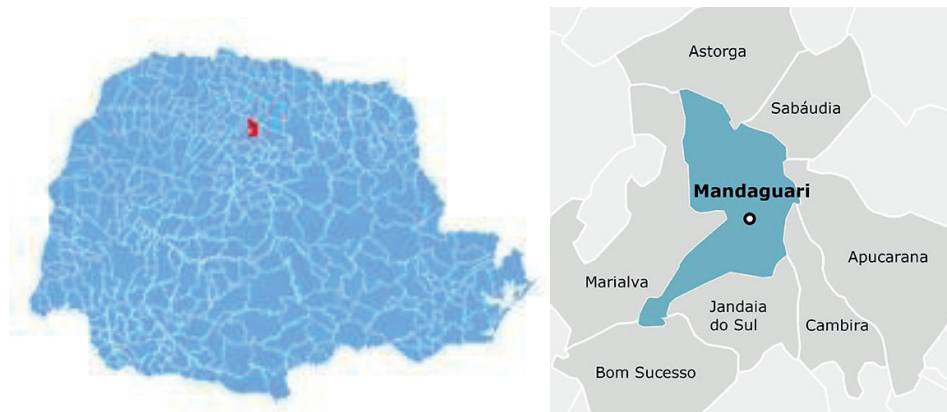 Astorga
Sabáudia
Mandaguari
Apucarana
Marialva
Jandaia
do Sul
Cambira
Bom Sucesso